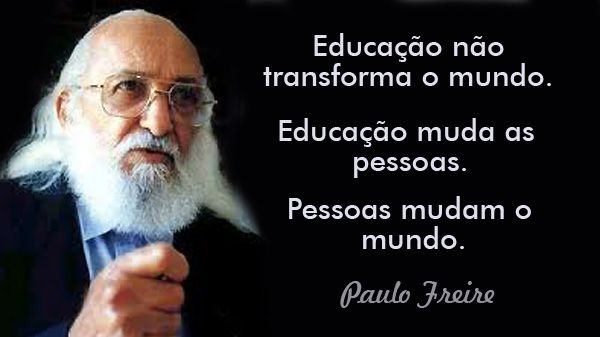 Educação não
transforma o mundo.
Educação muda as
pessoas.
Pessoas mudam o
mundo.
Paulo Freire